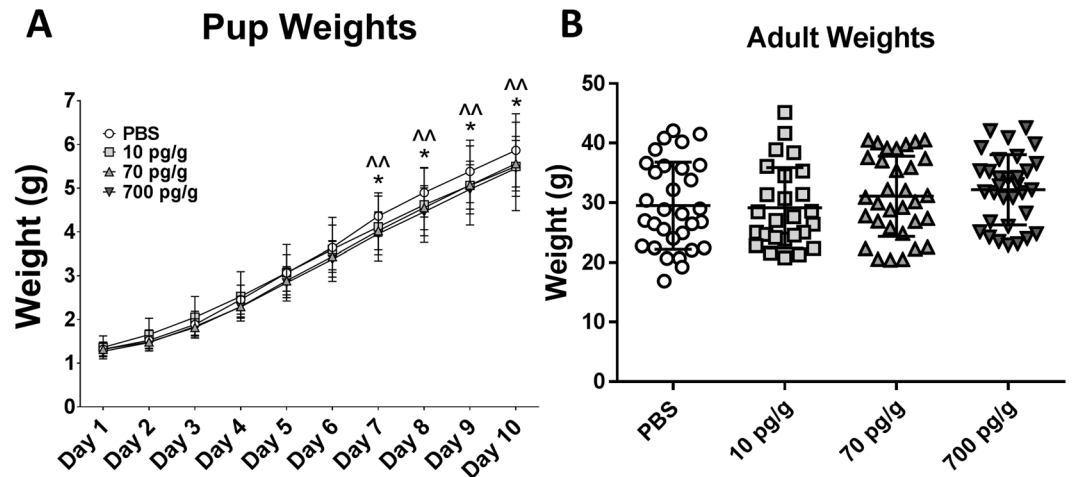 A
Pup Weights
Weight (g)
7
6
5
4
3
2
1
0
PBS
10 pg/g
70 pg/g
700 pg/g
^^
*
^^
*
^^
*
^^
*
Day 1 Day 2 Day 3 Day 4 Day 5 Day 6 Day 7 Day 8 Day 9 Day 10
B
Adult Weights
Weight (g)
50
40
30
20
10
0
PBS 10 pg/g 70 pg/g 700 pg/g